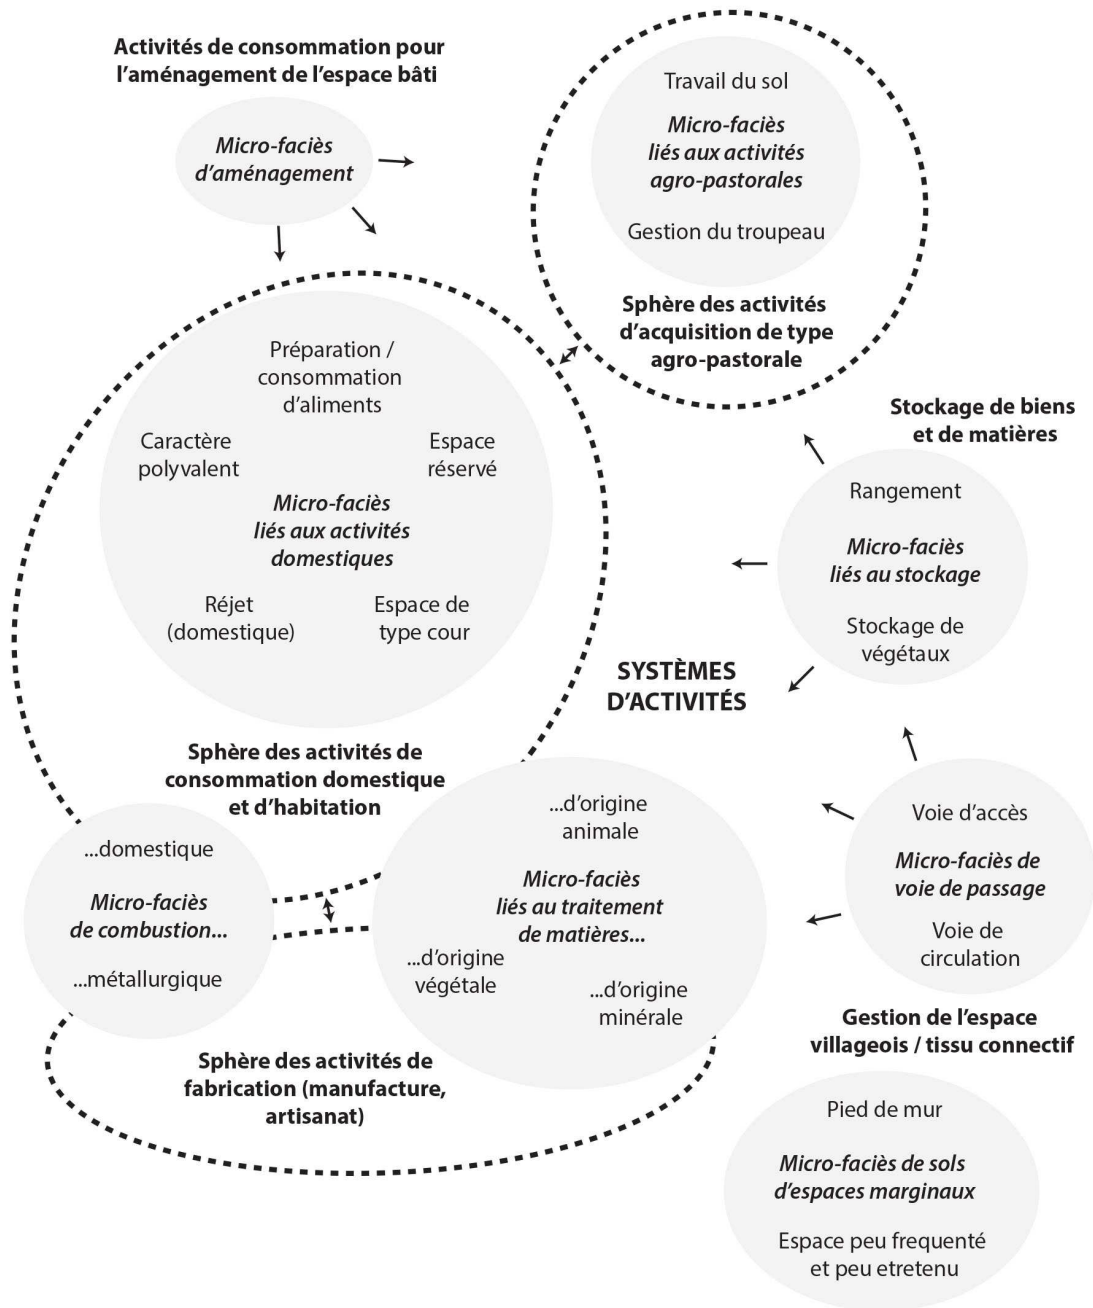 Activités de consommation pour
l’aménagement de l’espace bâti
Micro-faciès
d’aménagement
Travail du sol
Micro-faciès
liés aux activités
agro-pastorales
Gestion du troupeau
Sphère des activités
d’acquisition de type
agro-pastorale
Préparation /
consommation
d’aliments
Caractère
polyvalent
Espace
réservé
Micro-faciès
liés aux activités
domestiques
Réjet
(domestique)
Espace de
type cour
Sphère des activités de
consommation domestique
et d’habitation
Stockage de biens
et de matières
Rangement
Micro-faciès
liés au stockage
Stockage de
végétaux
SYSTÈMES
D’ACTIVITÉS
...domestique
Micro-faciès
de combustion...
...métallurgique
...d’origine
animale
Micro-faciès
liés au traitement
de matières...
...d’origine
végétale
...d’origine
minérale
Sphère des activités de
fabrication (manufacture,
artisanat)
Voie d’accès
Micro-faciès de
voie de passage
Voie de
circulation
Gestion de l’espace
villageois / tissu connectif
Pied de mur
Micro-faciès de sols
d’espaces marginaux
Espace peu frequenté
et peu etretenu